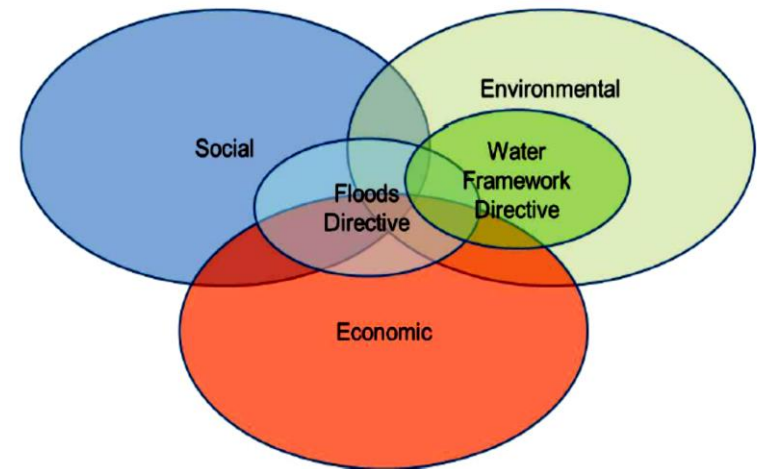 Environmental
Social
Water
Framework
Directive
Floods
Directive
Economic